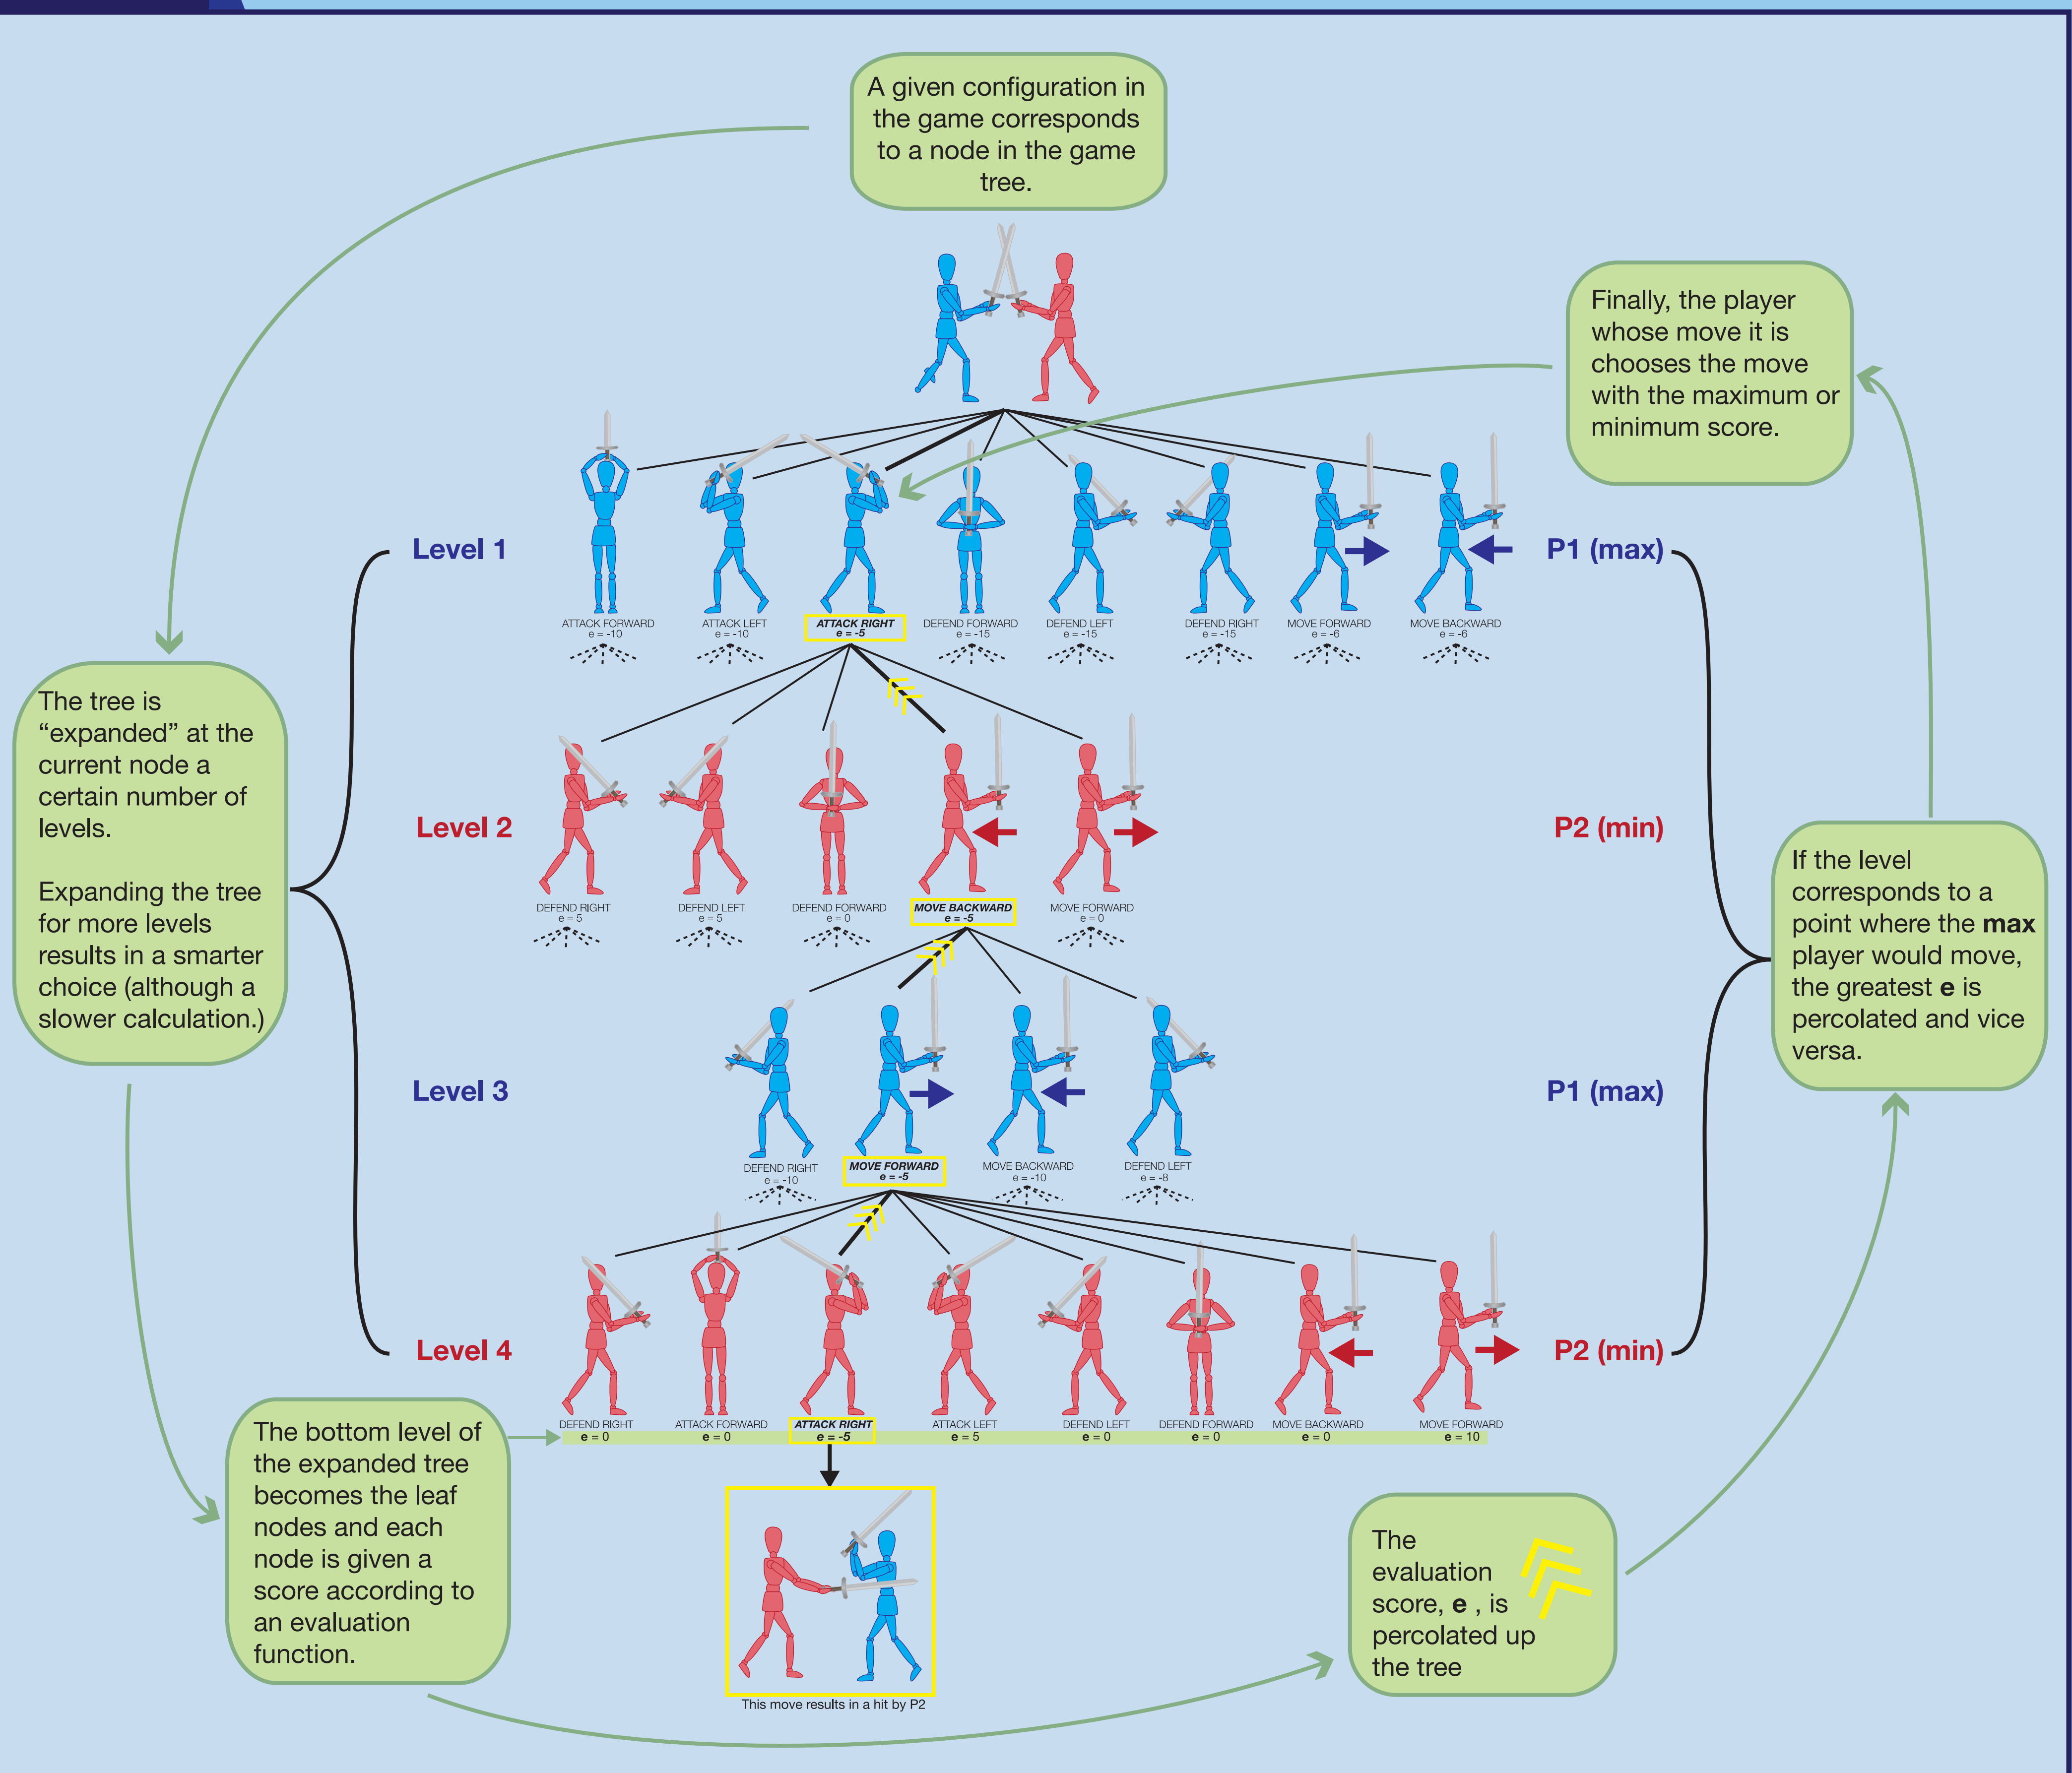 A given configuration in
the game corresponds
to a node in the game
tree.
Finally, the player
whose move it is
chooses the move
with the maximum or
minimum score.
Level 1
P1 (max)
ATTACK FORWARD
e = -10
ATTACK LEFT
e = -10
ATTACK RIGHT
e = -5
DEFEND FORWARD
e = -15
DEFEND LEFT
e = -15
DEFEND RIGHT
e = -15
MOVE FORWARD
e = -6
MOVE BACKWARD
e = -6
The tree is
“expanded” at the
current node a
certain number of
levels.
Expanding the tree
for more levels
results in a smarter
choice (although a
slower calculation.)
Level 2
P2 (min)
DEFEND RIGHT
e = 5
DEFEND LEFT
e = 5
DEFEND FORWARD
e = 0
MOVE BACKWARD
e = -5
MOVE FORWARD
e = 0
If the level
corresponds to a
point where the max
player would move,
the greatest e is
percolated and vice
versa.
Level 3
P1 (max)
DEFEND RIGHT
e = -10
MOVE FORWARD
e = -5
MOVE BACKWARD
e = -10
DEFEND LEFT
e = -8
Level 4
P2 (min)
DEFEND RIGHT
e = 0
ATTACK FORWARD
e = 0
ATTACK RIGHT
e = -5
ATTACK LEFT
e = 5
DEFEND LEFT
e = 0
DEFEND FORWARD
e = 0
MOVE BACKWARD
e = 0
MOVE FORWARD
e = 10
The bottom level of
the expanded tree
becomes the leaf
nodes and each
node is given a
score according to
an evaluation
function.
This move results in a hit by P2
The
evaluation
score, e , is
percolated up
the tree